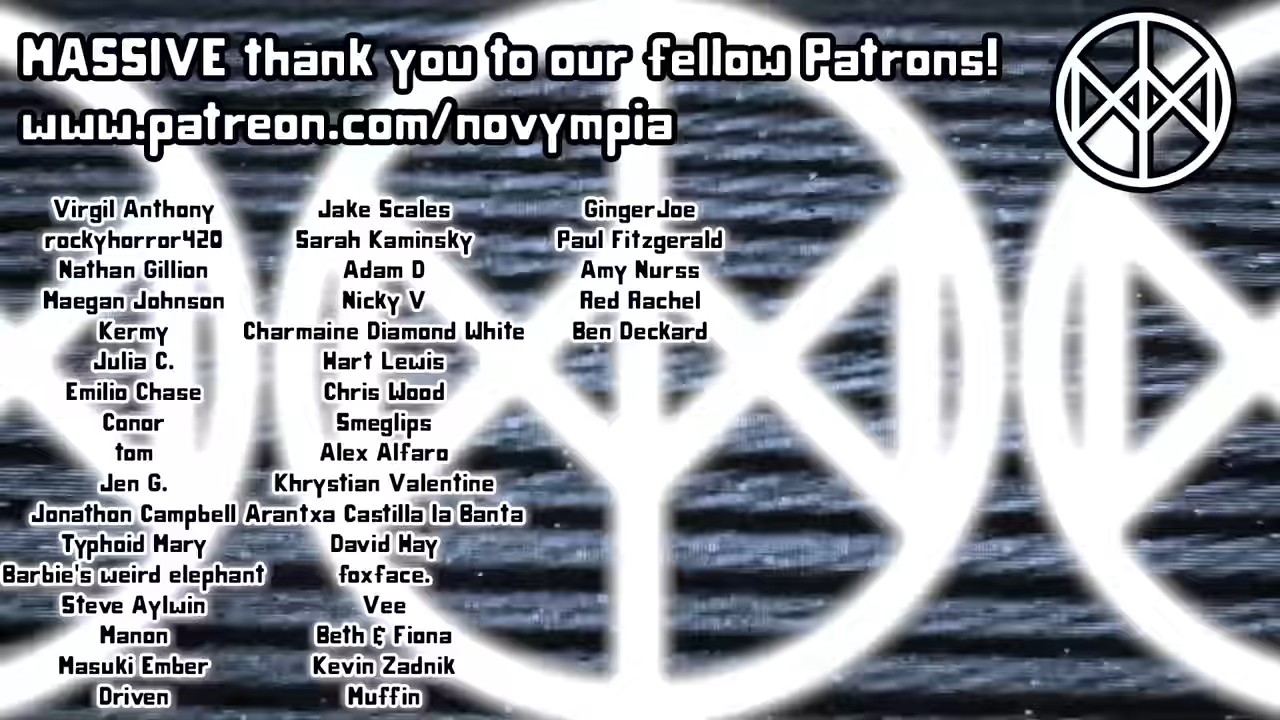 MASSIVE thank you to our fellow Patrons!
www.patreon.com/novympia
Virgil Anthony
rockyhorror420
Nathan Gillion
Maegan Johnson
Kermy
Julia C.
Emilio Chase
Conor
tom
Jen G.
Jonathon Campbell
Typhoid Mary
Barbie's weird elephant
Steve Aylwin
Manon
Masuki Ember
Driven
Jake Scales
Sarah Kaminsky
Adam D
Nicky V
Charmaine Diamond White
Hart Lewis
Chris Wood
Smeglips
Alex Alfaro
Khrystian Valentine
Arantxa Castilla la Banta
David Hay
foxface.
Vee
Beth & Fiona
Kevin Zadnik
Muffin
GingerJoe
Paul Fitzgerald
Amy Nurss
Red Rachel
Ben Deckard